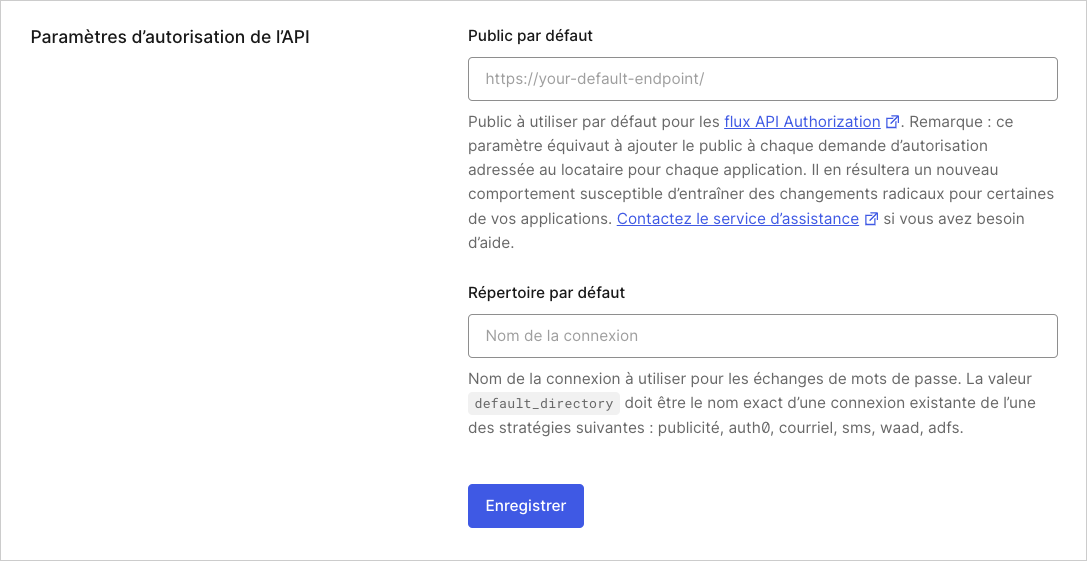 Paramètres d’autorisation de l’API
Public par défaut
https://your-default-endpoint/
Public à utiliser par défaut pour les flux API Authorization. Remarque : ce
paramètre équivaut à ajouter le public à chaque demande d’autorisation
adressée au locataire pour chaque application. Il en résultera un nouveau
comportement susceptible d’entraîner des changements radicaux pour certaines
de vos applications. Contactez le service d’assistance si vous avez besoin
d’aide.
Répertoire par défaut
Nom de la connexion
Nom de la connexion à utiliser pour les échanges de mots de passe. La valeur
default_directory doit être le nom exact d’une connexion existante de l’une
des stratégies suivantes : publicité, auth0, courriel, sms, waad, adfs.
Enregistrer